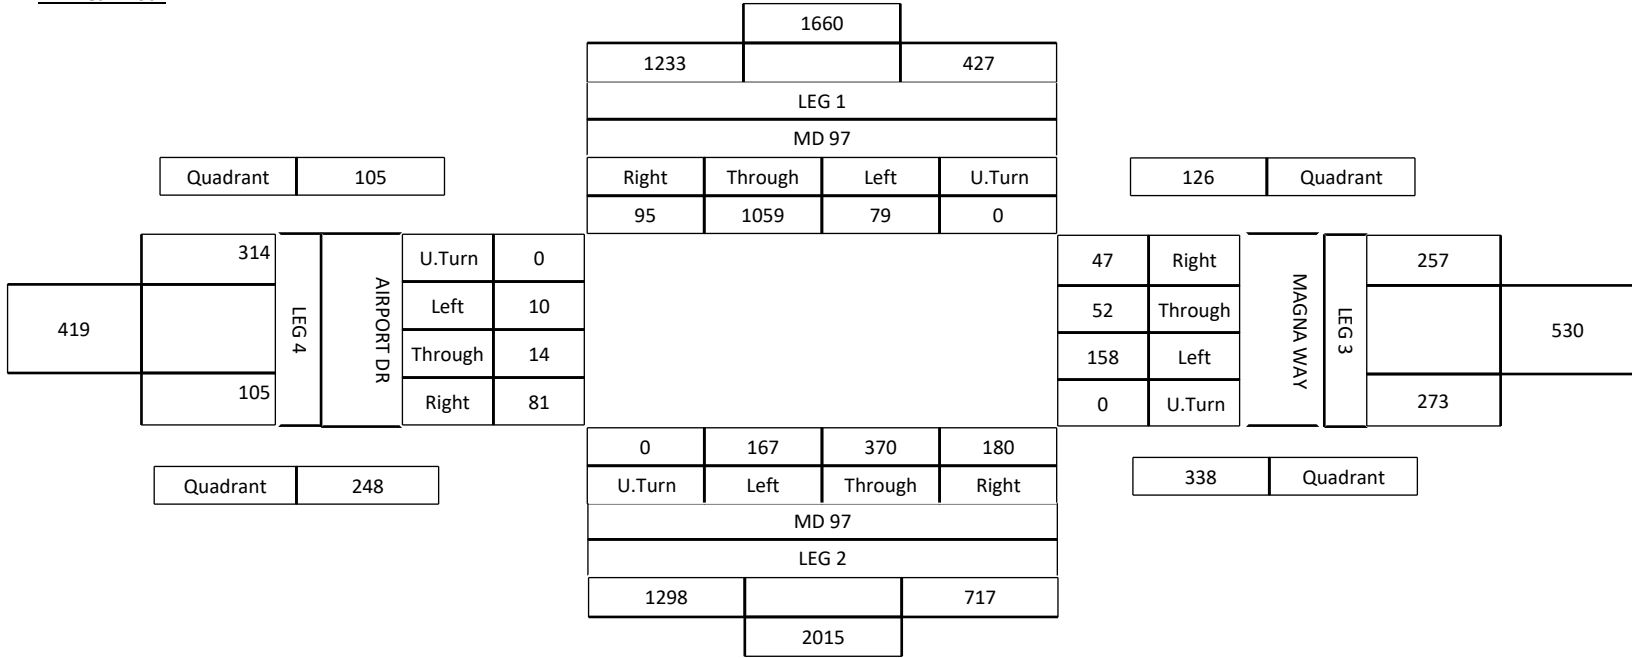 1660
1233 427
LEG 1
MD 97
Quadrant 105
Right Through Left U.Turn
126 Quadrant
95 1059 79 0
314
U.Turn 0
47 Right
257
Left 10
52 Through
419
LEG 4
AIRPORT DR
MAGNA WAY
LEG 3
530
Through 14
158 Left
105
Right 81
0 U.Turn
273
0 167 370 180
Quadrant 248
U.Turn Left Through Right
338 Quadrant
MD 97
LEG 2
1298 717
2015